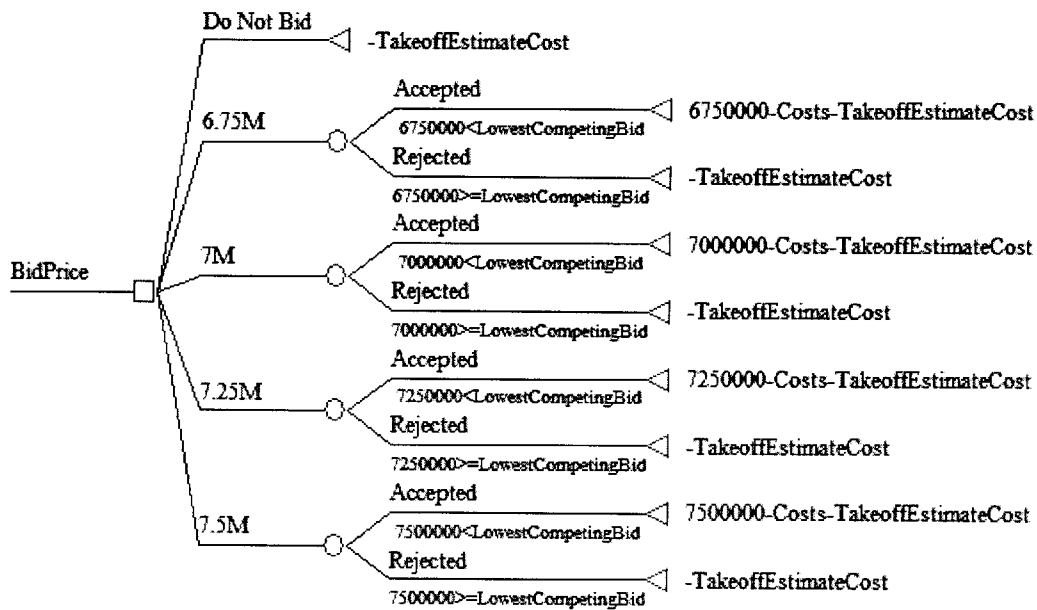 Do Not Bid
-TakeoffEstimateCost
Accepted
6750000-Costs-TakeoffEstimateCost
6.75M
6750000<LowestCompetingBid
Rejected
-TakeoffEstimateCost
6750000>=LowestCompetingBid
Accepted
7000000-Costs-TakeoffEstimateCost
7M
7000000<LowestCompetingBid
BidPrice
Rejected
-TakeoffEstimateCost
7000000>=LowestCompetingBid
Accepted
7250000-Costs-TakeoffEstimateCost
7.25M
7250000<LowestCompetingBid
Rejected
-TakeoffEstimateCost
7250000>=LowestCompetingBid
Accepted
7500000-Costs-TakeoffEstimateCost
7.5M
7500000<LowestCompetingBid
Rejected
-TakeoffEstimateCost
7500000>=LowestCompetingBid